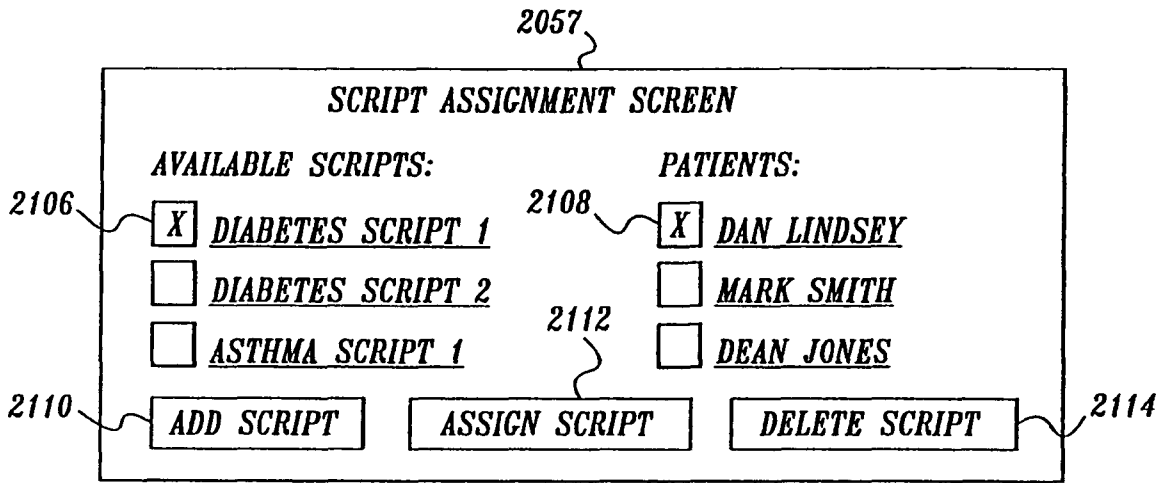 2057
SCRIPT ASSIGNMENT SCREEN
AVAILABLE SCRIPTS: PATIENTS:
2106 X DIABETES SCRIPT 1 2108 X DAN LINDSEY
DIABETES SCRIPT 2 MARK SMITH
2112
ASTHMA SCRIPT 1 DEAN JONES
2110 ADD SCRIPT ASSIGN SCRIPT DELETE SCRIPT 2114